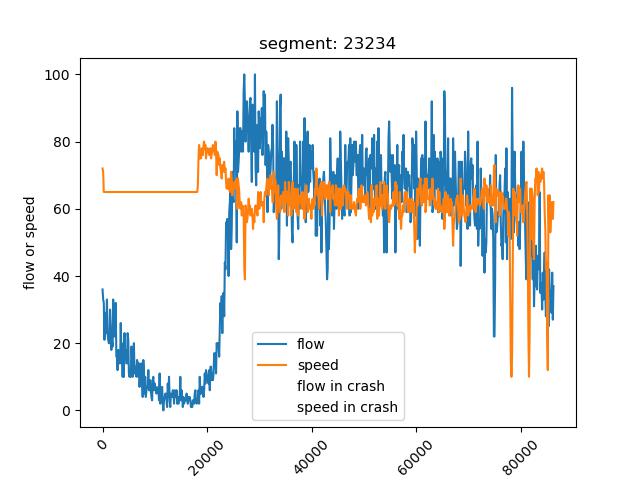 segment: 23234
100
80
60
40
20
0
flow or speed
flow
speed
flow in crash
speed in crash
0
20000
40000
60000
80000